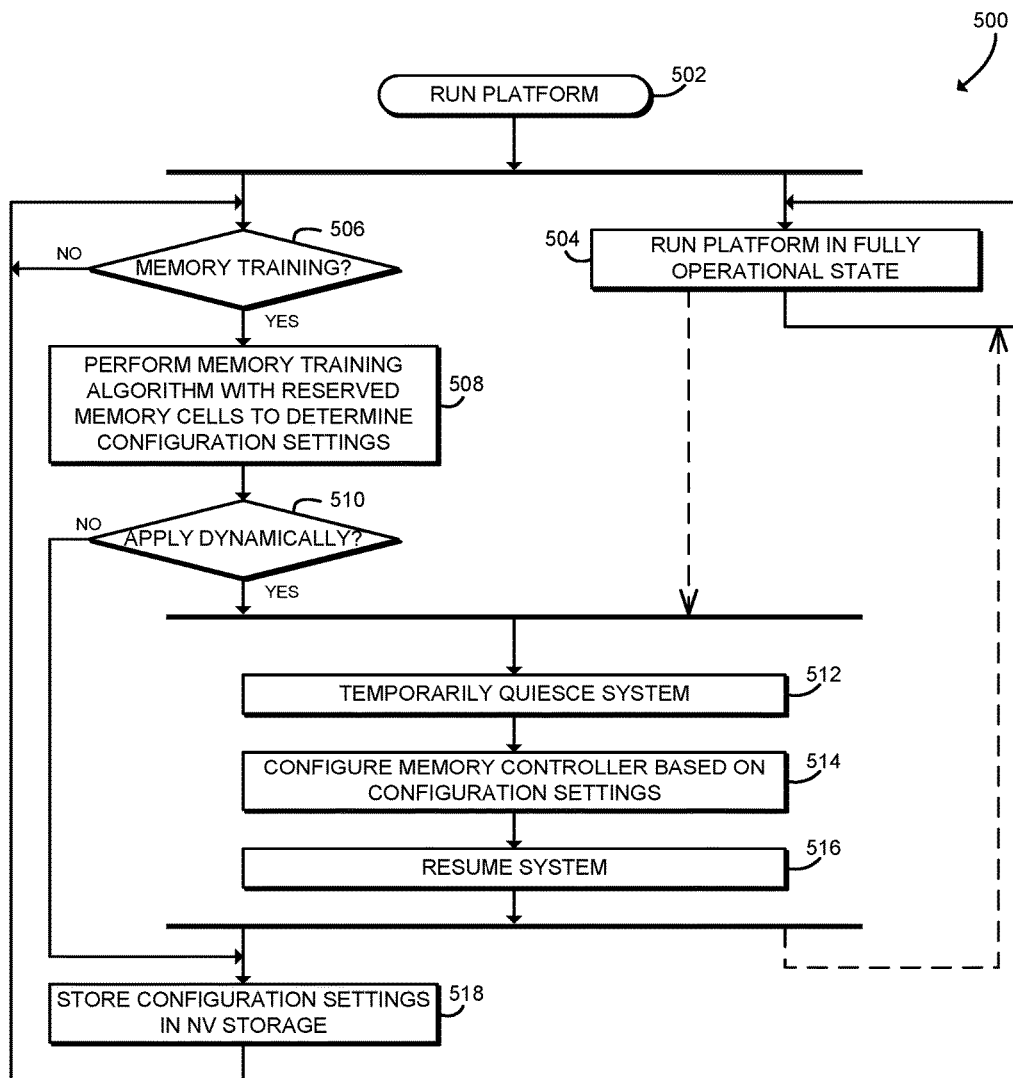 500
RUN PLATFORM
502
506
NO
MEMORY TRAINING?
YES
504
RUN PLATFORM IN FULLY
OPERATIONAL STATE
PERFORM MEMORY TRAINING
ALGORITHM WITH RESERVED
MEMORY CELLS TO DETERMINE
CONFIGURATION SETTINGS
508
510
NO
APPLY DYNAMICALLY?
YES
TEMPORARILY QUIESCE SYSTEM
512
CONFIGURE MEMORY CONTROLLER BASED ON
CONFIGURATION SETTINGS
514
RESUME SYSTEM
516
STORE CONFIGURATION SETTINGS
IN NV STORAGE
518